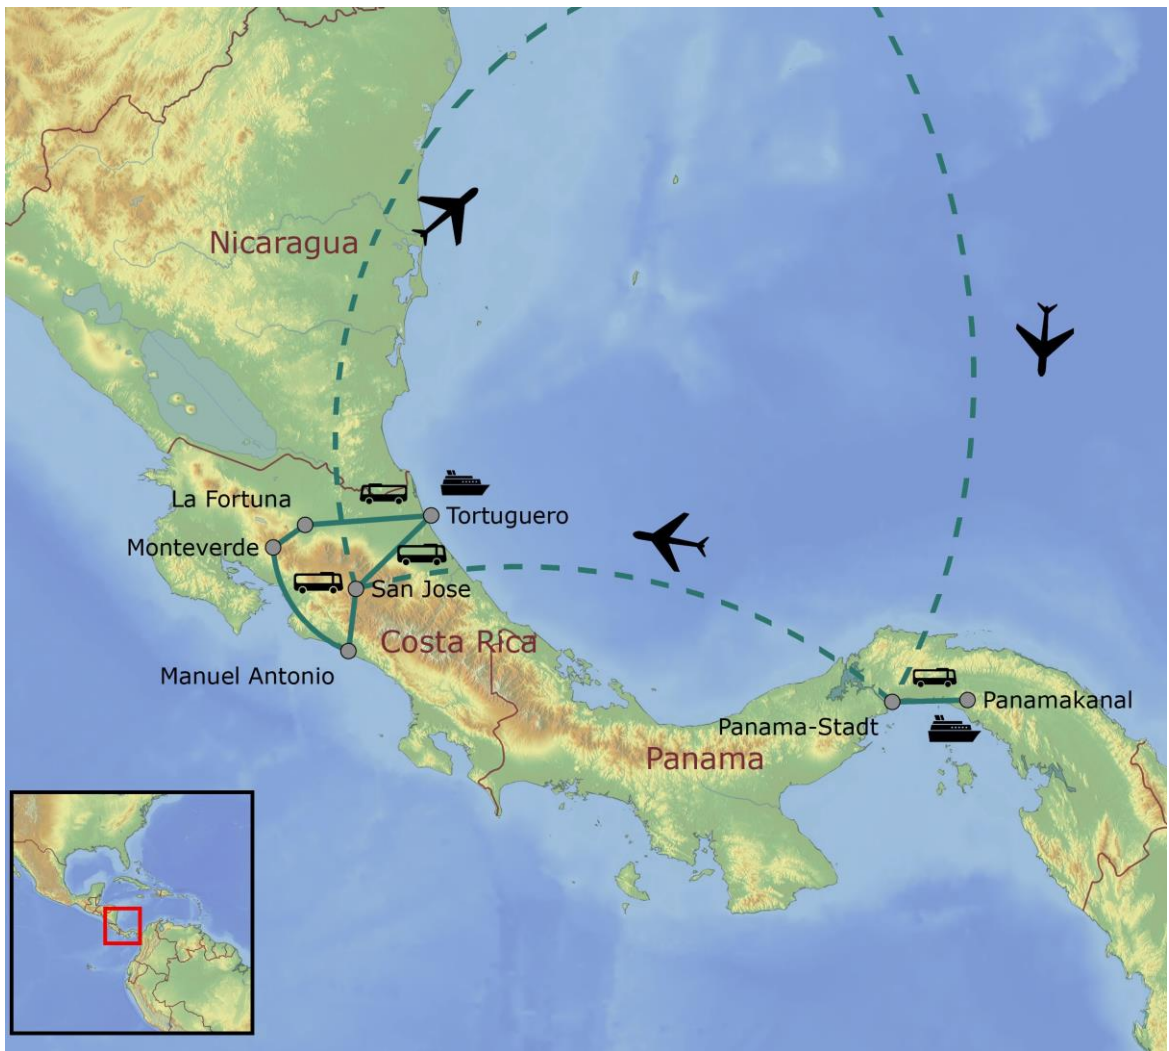 Nicaragua
La Fortuna
Tortuguero
Monteverde
San Jose
Costa Rica
Manuel Antonio
Panamakanal
Panama-Stadt
Panama